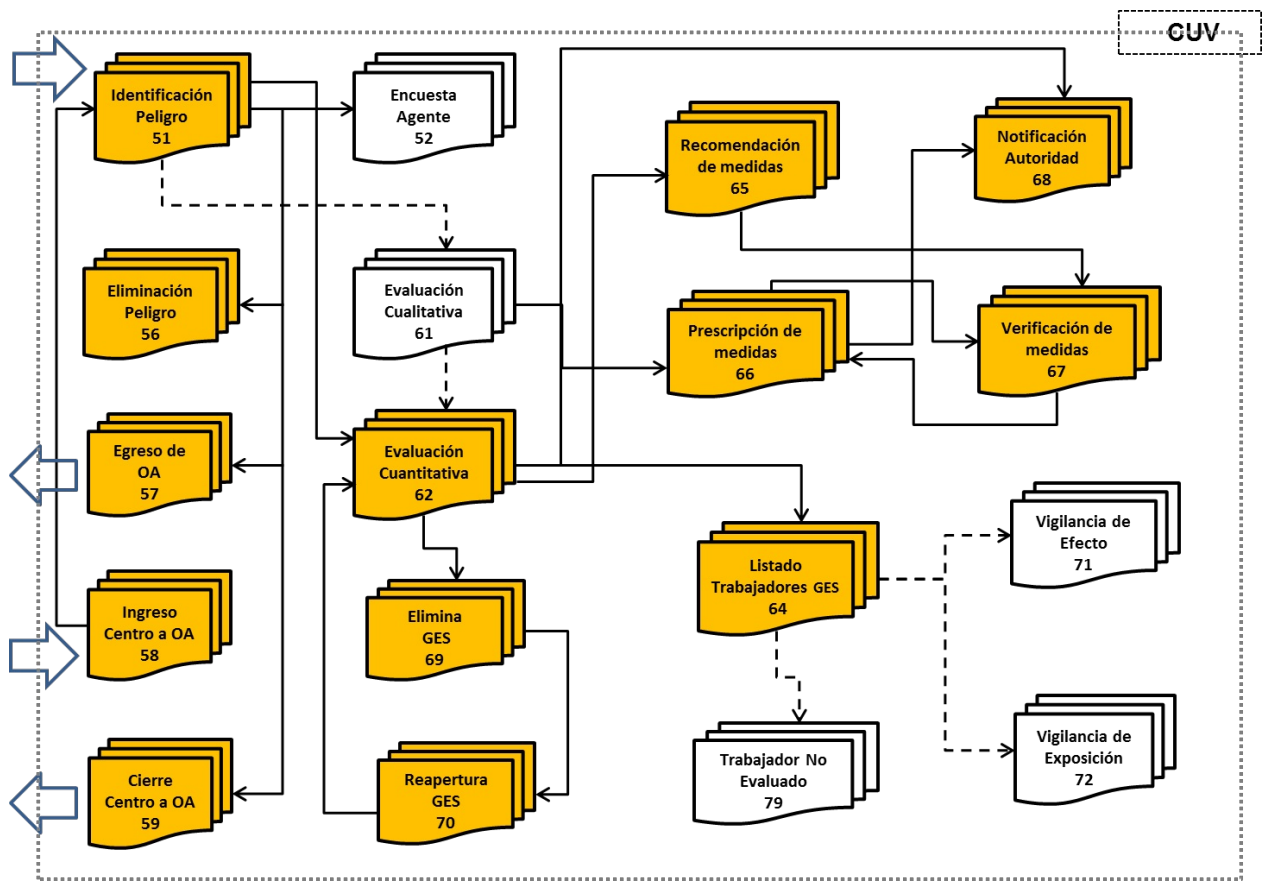 CUV
Identificación
Peligro
51
Encuesta
Agente
52
Recomendación
de medidas
65
Notificación
Autoridad
68
Eliminación
Peligro
56
Evaluación
Cualitativa
61
Prescripción de
medidas
66
Verificación de
medidas
67
Egreso de
OA
57
Evaluación
Cuantitativa
62
Vigilancia de
Efecto
71
Listado
Trabajadores GES
64
Ingreso
Centro a OA
58
Elimina
GES
69
Vigilancia de
Exposición
72
Cierre
Centro a OA
59
Reapertura
GES
70
Trabajador No
Evaluado
79